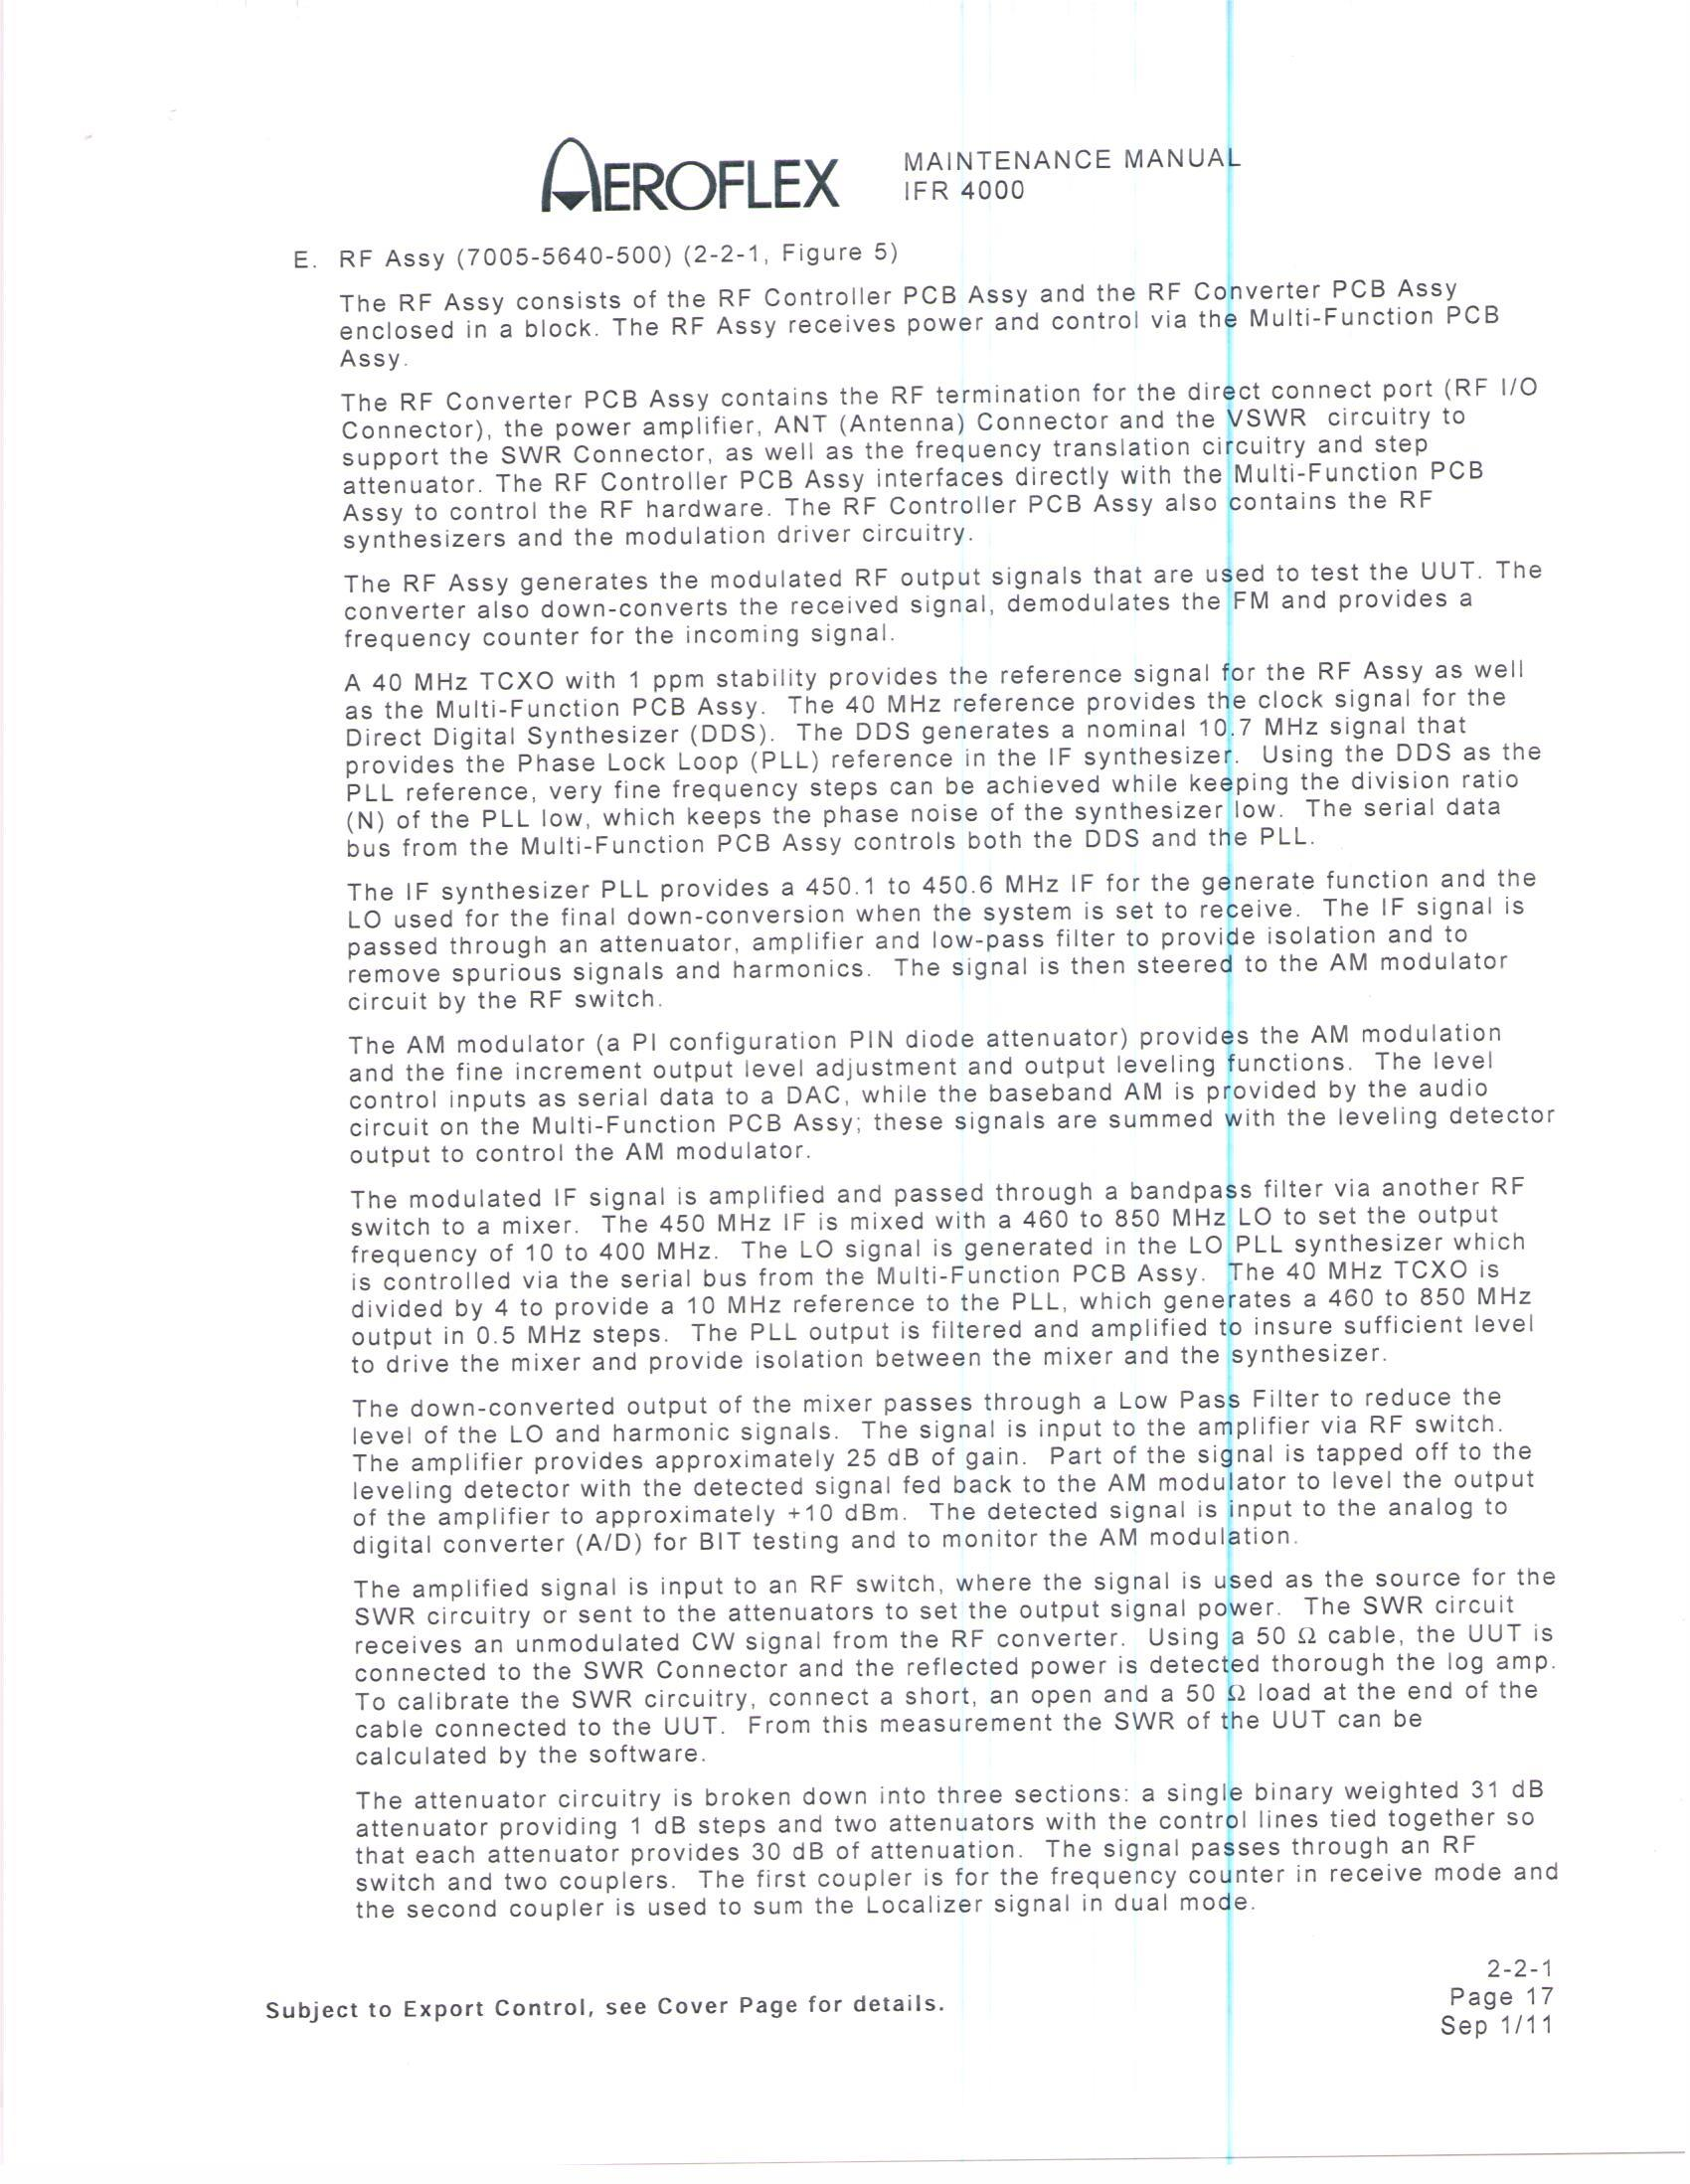 AEROFLEX
MAINTENANCE MANUAL
IFR 4000
E. RF Assy (7005-5640-500) (2-2-1, Figure 5)
The RF Assy consists of the RF Controller PCB Assy and the RF Converter PCB Assy
enclosed in a block. The RF Assy receives power and control via the Multi-Function PCB
Assy.
The RF Converter PCB Assy contains the RF termination for the direct connect port (RF I/O
Connector), the power amplifier, ANT (Antenna) Connector and the VSWR circuitry to
support the SWR Connector, as well as the frequency translation circuitry and step
attenuator. The RF Controller PCB Assy interfaces directly with the Multi-Function PCB
Assy to control the RF hardware. The RF Controller PCB Assy also contains the RF
synthesizers and the modulation driver circuitry.
The RF Assy generates the modulated RF output signals that are used to test the UUT. The
converter also down-converts the received signal, demodulates the FM and provides a
frequency counter for the incoming signal.
A 40 MHz TCXO with 1 ppm stability provides the reference signal for the RF Assy as well
as the Multi-Function PCB Assy. The 40 MHz reference provides the clock signal for the
Direct Digital Synthesizer (DDS). The DDS generates a nominal 10.7 MHz signal that
provides the Phase Lock Loop (PLL) reference in the IF synthesizer. Using the DDS as the
PLL reference, very fine frequency steps can be achieved while keeping the division ratio
(N) of the PLL low, which keeps the phase noise of the synthesizer low. The serial data
bus from the Multi-Function PCB Assy controls both the DDS and the PLL.
The IF synthesizer PLL provides a 450.1 to 450.6 MHz IF for the generate function and the
LO used for the final down-conversion when the system is set to receive. The IF signal is
passed through an attenuator, amplifier and low-pass filter to provide isolation and to
remove spurious signals and harmonics. The signal is then steered to the AM modulator
circuit by the RF switch.
The AM modulator (a PI configuration PIN diode attenuator) provides the AM modulation
and the fine increment output level adjustment and output leveling functions. The level
control inputs as serial data to a DAC, while the baseband AM is provided by the audio
circuit on the Multi-Function PCB Assy; these signals are summed with the leveling detector
output to control the AM modulator.
The modulated IF signal is amplified and passed through a bandpass filter via another RF
switch to a mixer. The 450 MHz IF is mixed with a 460 to 850 MHz LO to set the output
frequency of 10 to 400 MHz. The LO signal is generated in the LO PLL synthesizer which
is controlled via the serial bus from the Multi-Function PCB Assy. The 40 MHz TCXO is
divided by 4 to provide a 10 MHz reference to the PLL, which generates a 460 to 850 MHz
output in 0.5 MHz steps. The PLL output is filtered and amplified to insure sufficient level
to drive the mixer and provide isolation between the mixer and the synthesizer.
The down-converted output of the mixer passes through a Low Pass Filter to reduce the
level of the LO and harmonic signals. The signal is input to the amplifier via RF switch.
The amplifier provides approximately 25 dB of gain. Part of the signal is tapped off to the
leveling detector with the detected signal fed back to the AM modulator to level the output
of the amplifier to approximately +10 dBm. The detected signal is input to the analog to
digital converter (A/D) for BIT testing and to monitor the AM modulation.
The amplified signal is input to an RF switch, where the signal is used as the source for the
SWR circuitry or sent to the attenuators to set the output signal power. The SWR circuit
receives an unmodulated CW signal from the RF converter. Using a 50 Ω cable, the UUT is
connected to the SWR Connector and the reflected power is detected thorough the log amp.
To calibrate the SWR circuitry, connect a short, an open and a 50 Ω load at the end of the
cable connected to the UUT. From this measurement the SWR of the UUT can be
calculated by the software.
The attenuator circuitry is broken down into three sections: a single binary weighted 31 dB
attenuator providing 1 dB steps and two attenuators with the control lines tied together so
that each attenuator provides 30 dB of attenuation. The signal passes through an RF
switch and two couplers. The first coupler is for the frequency counter in receive mode and
the second coupler is used to sum the Localizer signal in dual mode.
2-2-1
Subject to Export Control, see Cover Page for details.
Page 17
Sep 1/11